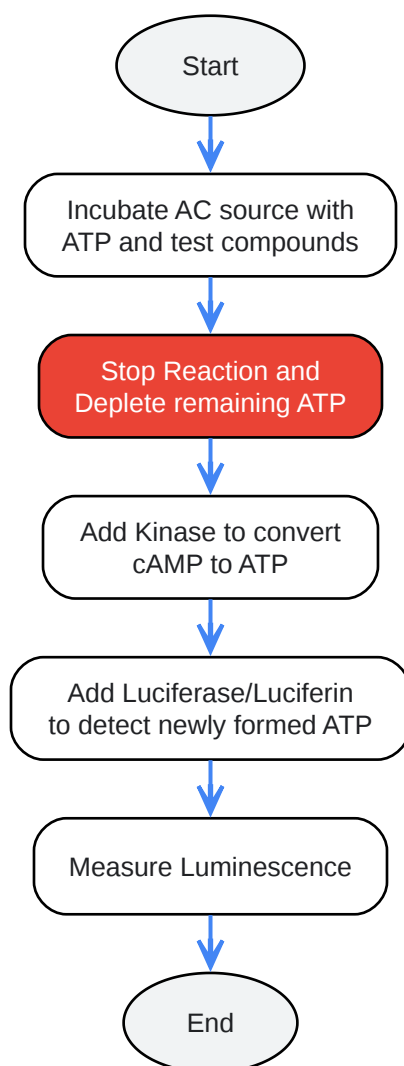 Start
Incubate AC source with
ATP and test compounds
Stop Reaction and
Deplete remaining ATP
Add Kinase to convert
cAMP to ATP
Add Luciferase/Luciferin
to detect newly formed ATP
Measure Luminescence
End